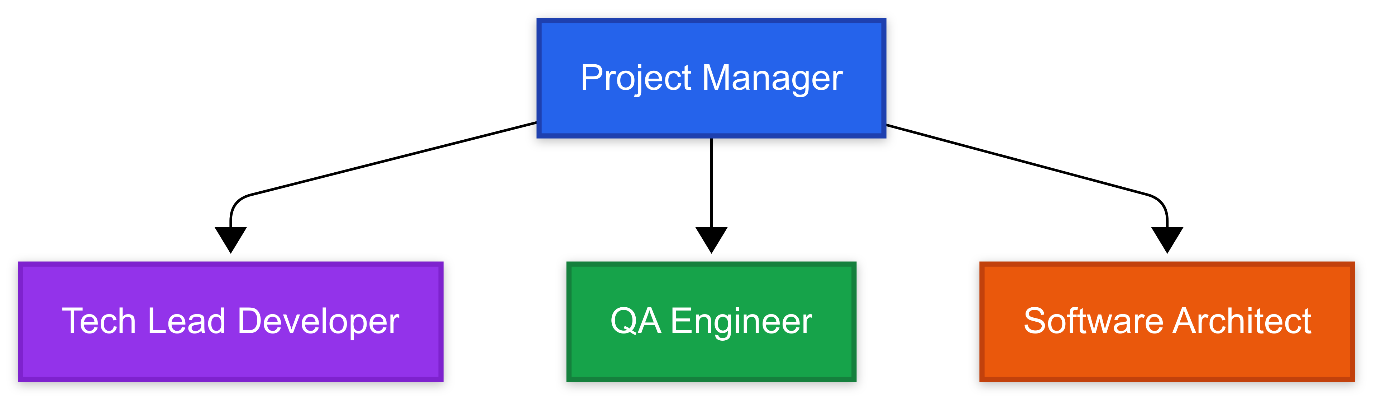 Project Manager
Tech Lead Developer
QA Engineer
Software Architect